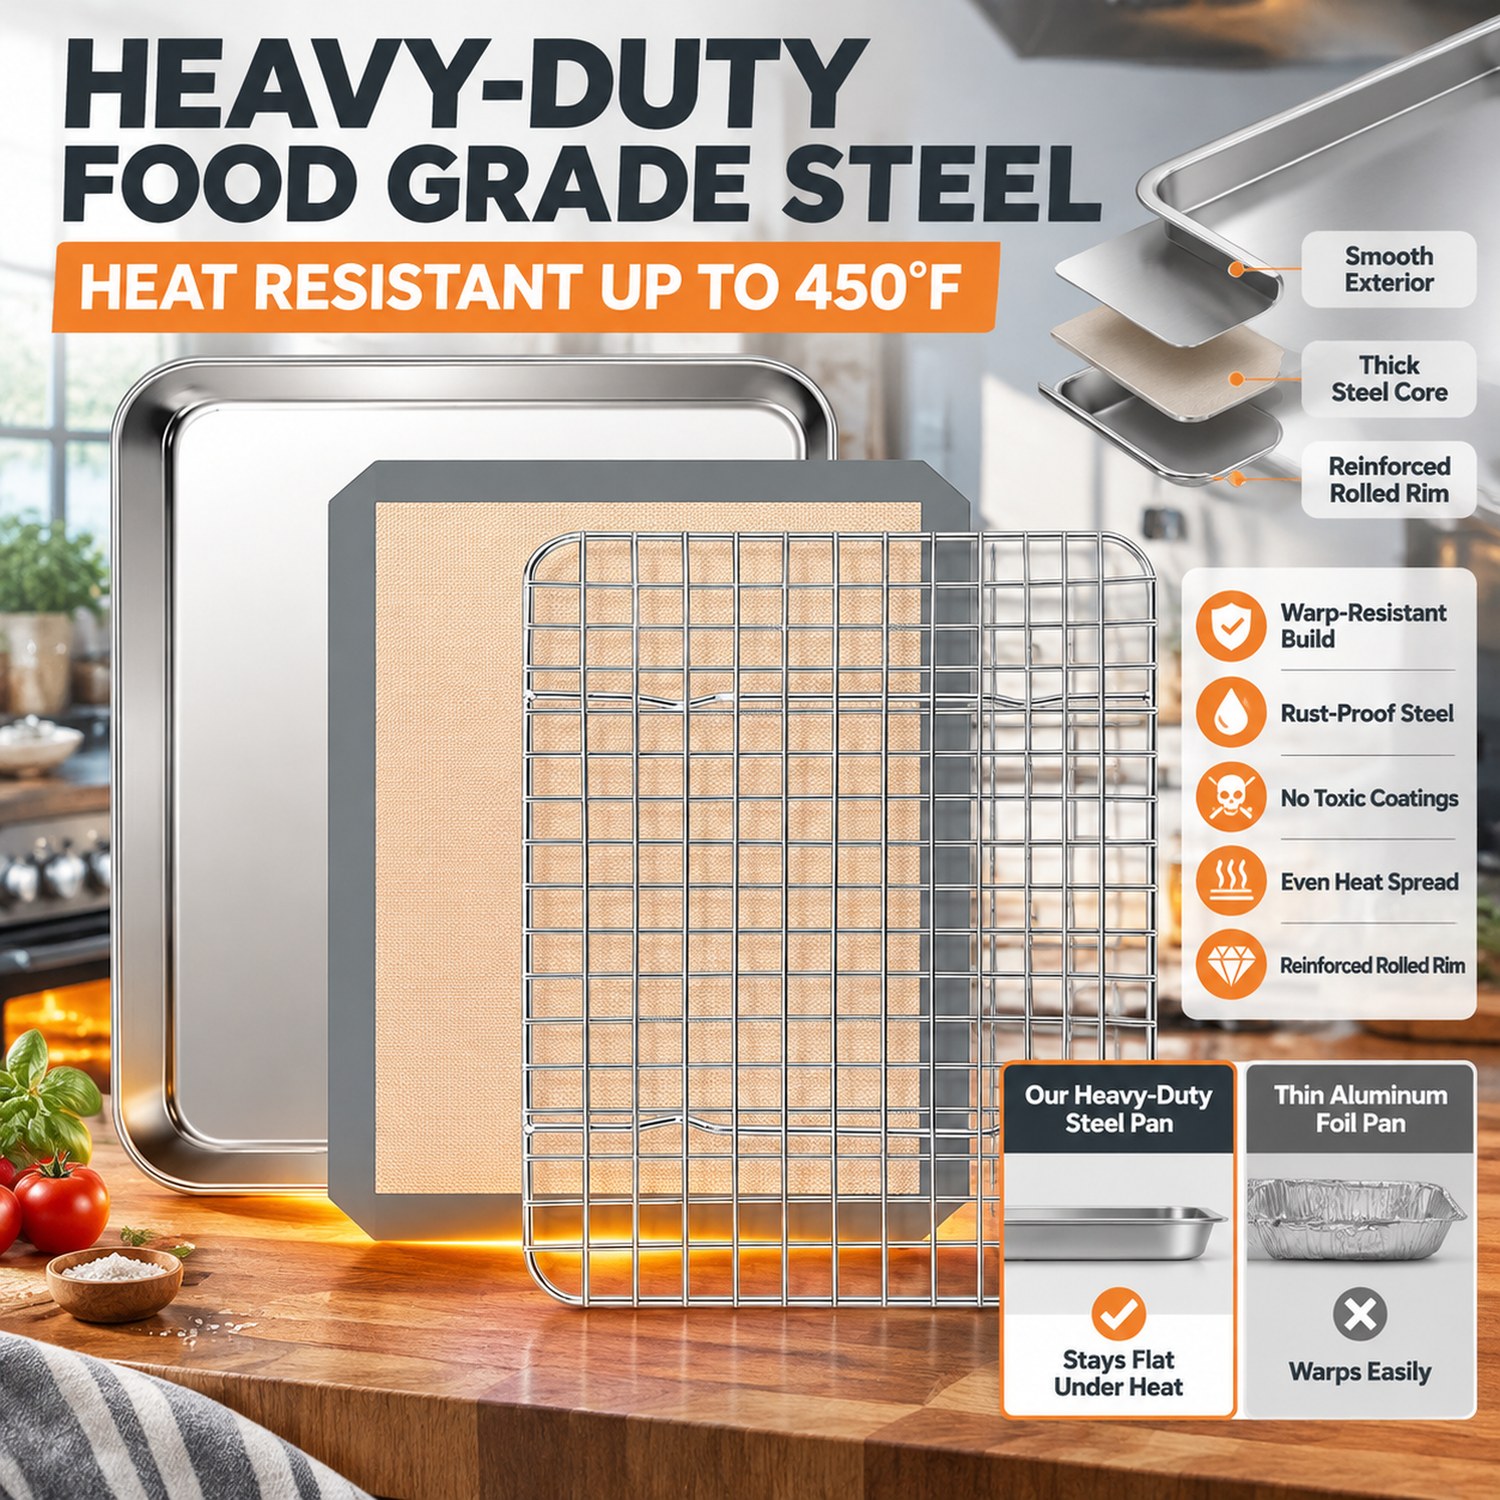 HEAVY-DUTY
FOOD GRADE STEEL
HEAT RESISTANT UP TO 450°F
Smooth
Exterior
Thick
Steel Core
Reinforced
Rolled Rim
Warp-Resistant
Build
Rust-Proof Steel
No Toxic Coatings
Even Heat Spread
Reinforced Rolled Rim
Our Heavy-Duty
Steel Pan
Stays Flat
Under Heat
Thin Aluminum
Foil Pan
Warps Easily